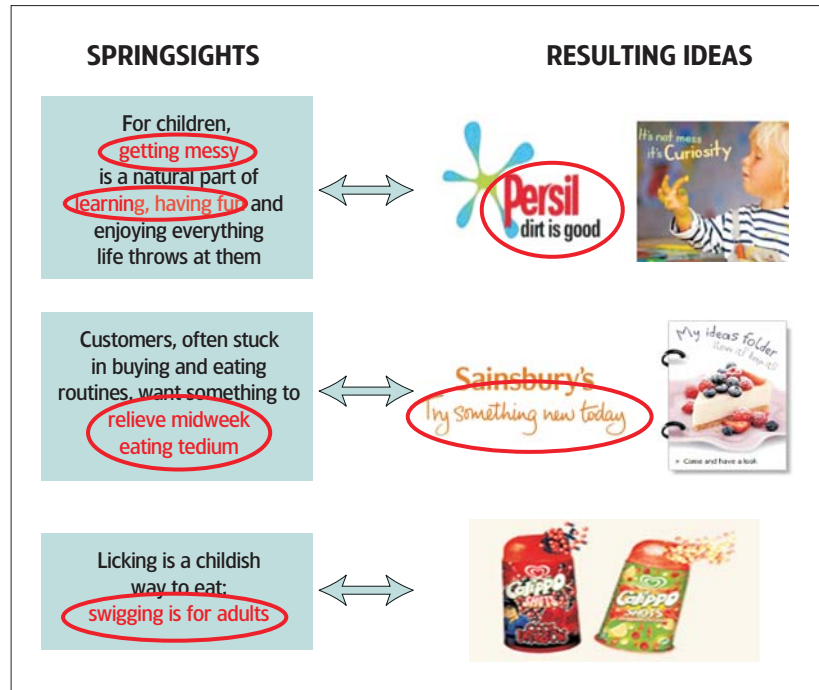 SPRINGSIGHTS
RESULTING IDEAS
For children,
getting messy
is a natural part of
learning, having fun and
enjoying everything
life throws at them
Persil
dirt is good
It's not mess
it's Curiosity
Customers, often stuck
in buying and eating
routines, want something to
relieve midweek
eating tedium
Sainsbury's
Try something new today
My ideas folder
Come and have a look
Licking is a childish
way to eat;
swigging is for adults
Calippo
SHOTS
Calippo
SHOTS